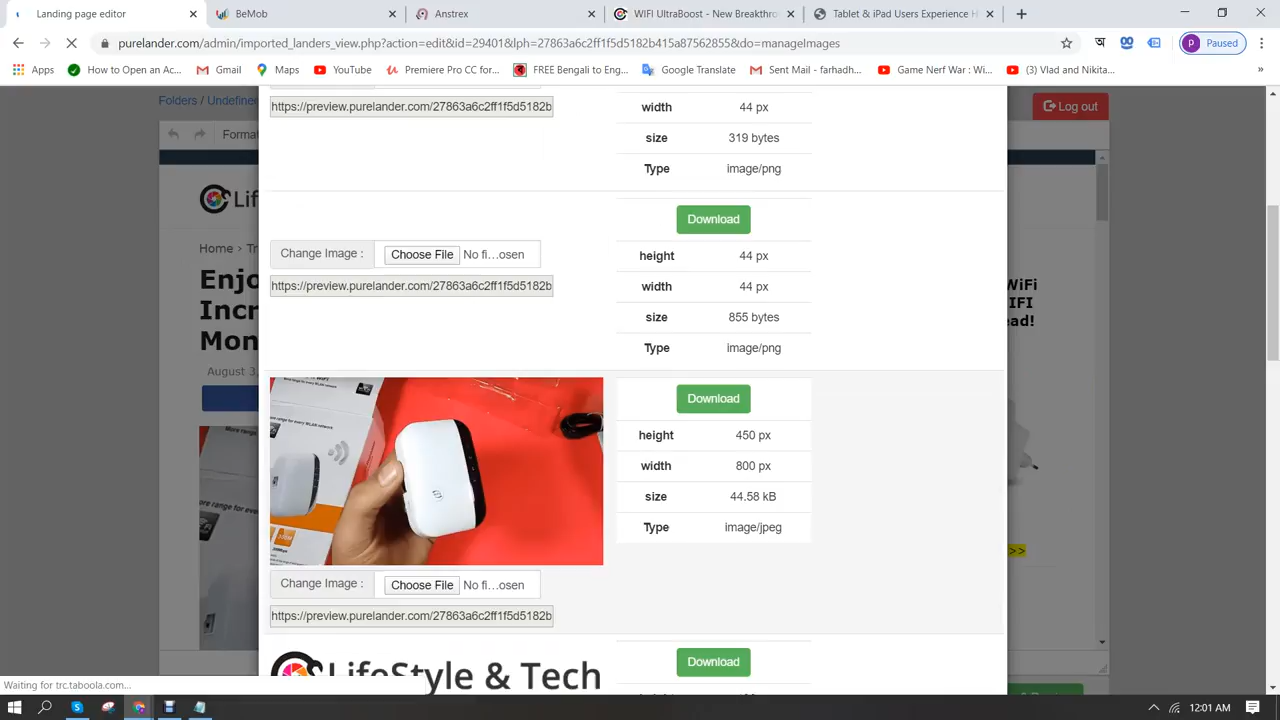 Landing page editor
BeMob
Anstrex
WIFI UltraBoost - New Breakthro
Tablet & iPad Users Experience H
purelander.com/admin/imported_landers_view.php?action=edit&id=294018&s=27863a6c2ff1f5d5182b415a875628558&do=manageImages
Paused
Apps
How to Open an Ac...
Gmail
Maps
YouTube
Premiere Pro CC for...
FREE Bengali to Eng...
Google Translate
Sent Mail - farhadh...
Game Nerf War : Wi...
(3) Vlad and Nikita...
Folders / Undefine
Log out
https://preview.purelander.com/27863a6c2ff1f5d5182b
width 44 px
size 319 bytes
Type image/png
Forma
Life
Home > Tr
Enjo
Incre
Mon
August 3,
WiFi
IFI
ad!
>>
Download
Change Image : Choose File No fi...osen
https://preview.purelander.com/27863a6c2ff1f5d5182b
height 44 px
width 44 px
size 855 bytes
Type image/png
Download
height 450 px
width 800 px
size 44.58 kB
Type image/jpeg
Change Image : Choose File No fi...osen
https://preview.purelander.com/27863a6c2ff1f5d5182b
LifeStyle & Tech
Download
Waiting for trc.taboola.com...
12:01 AM